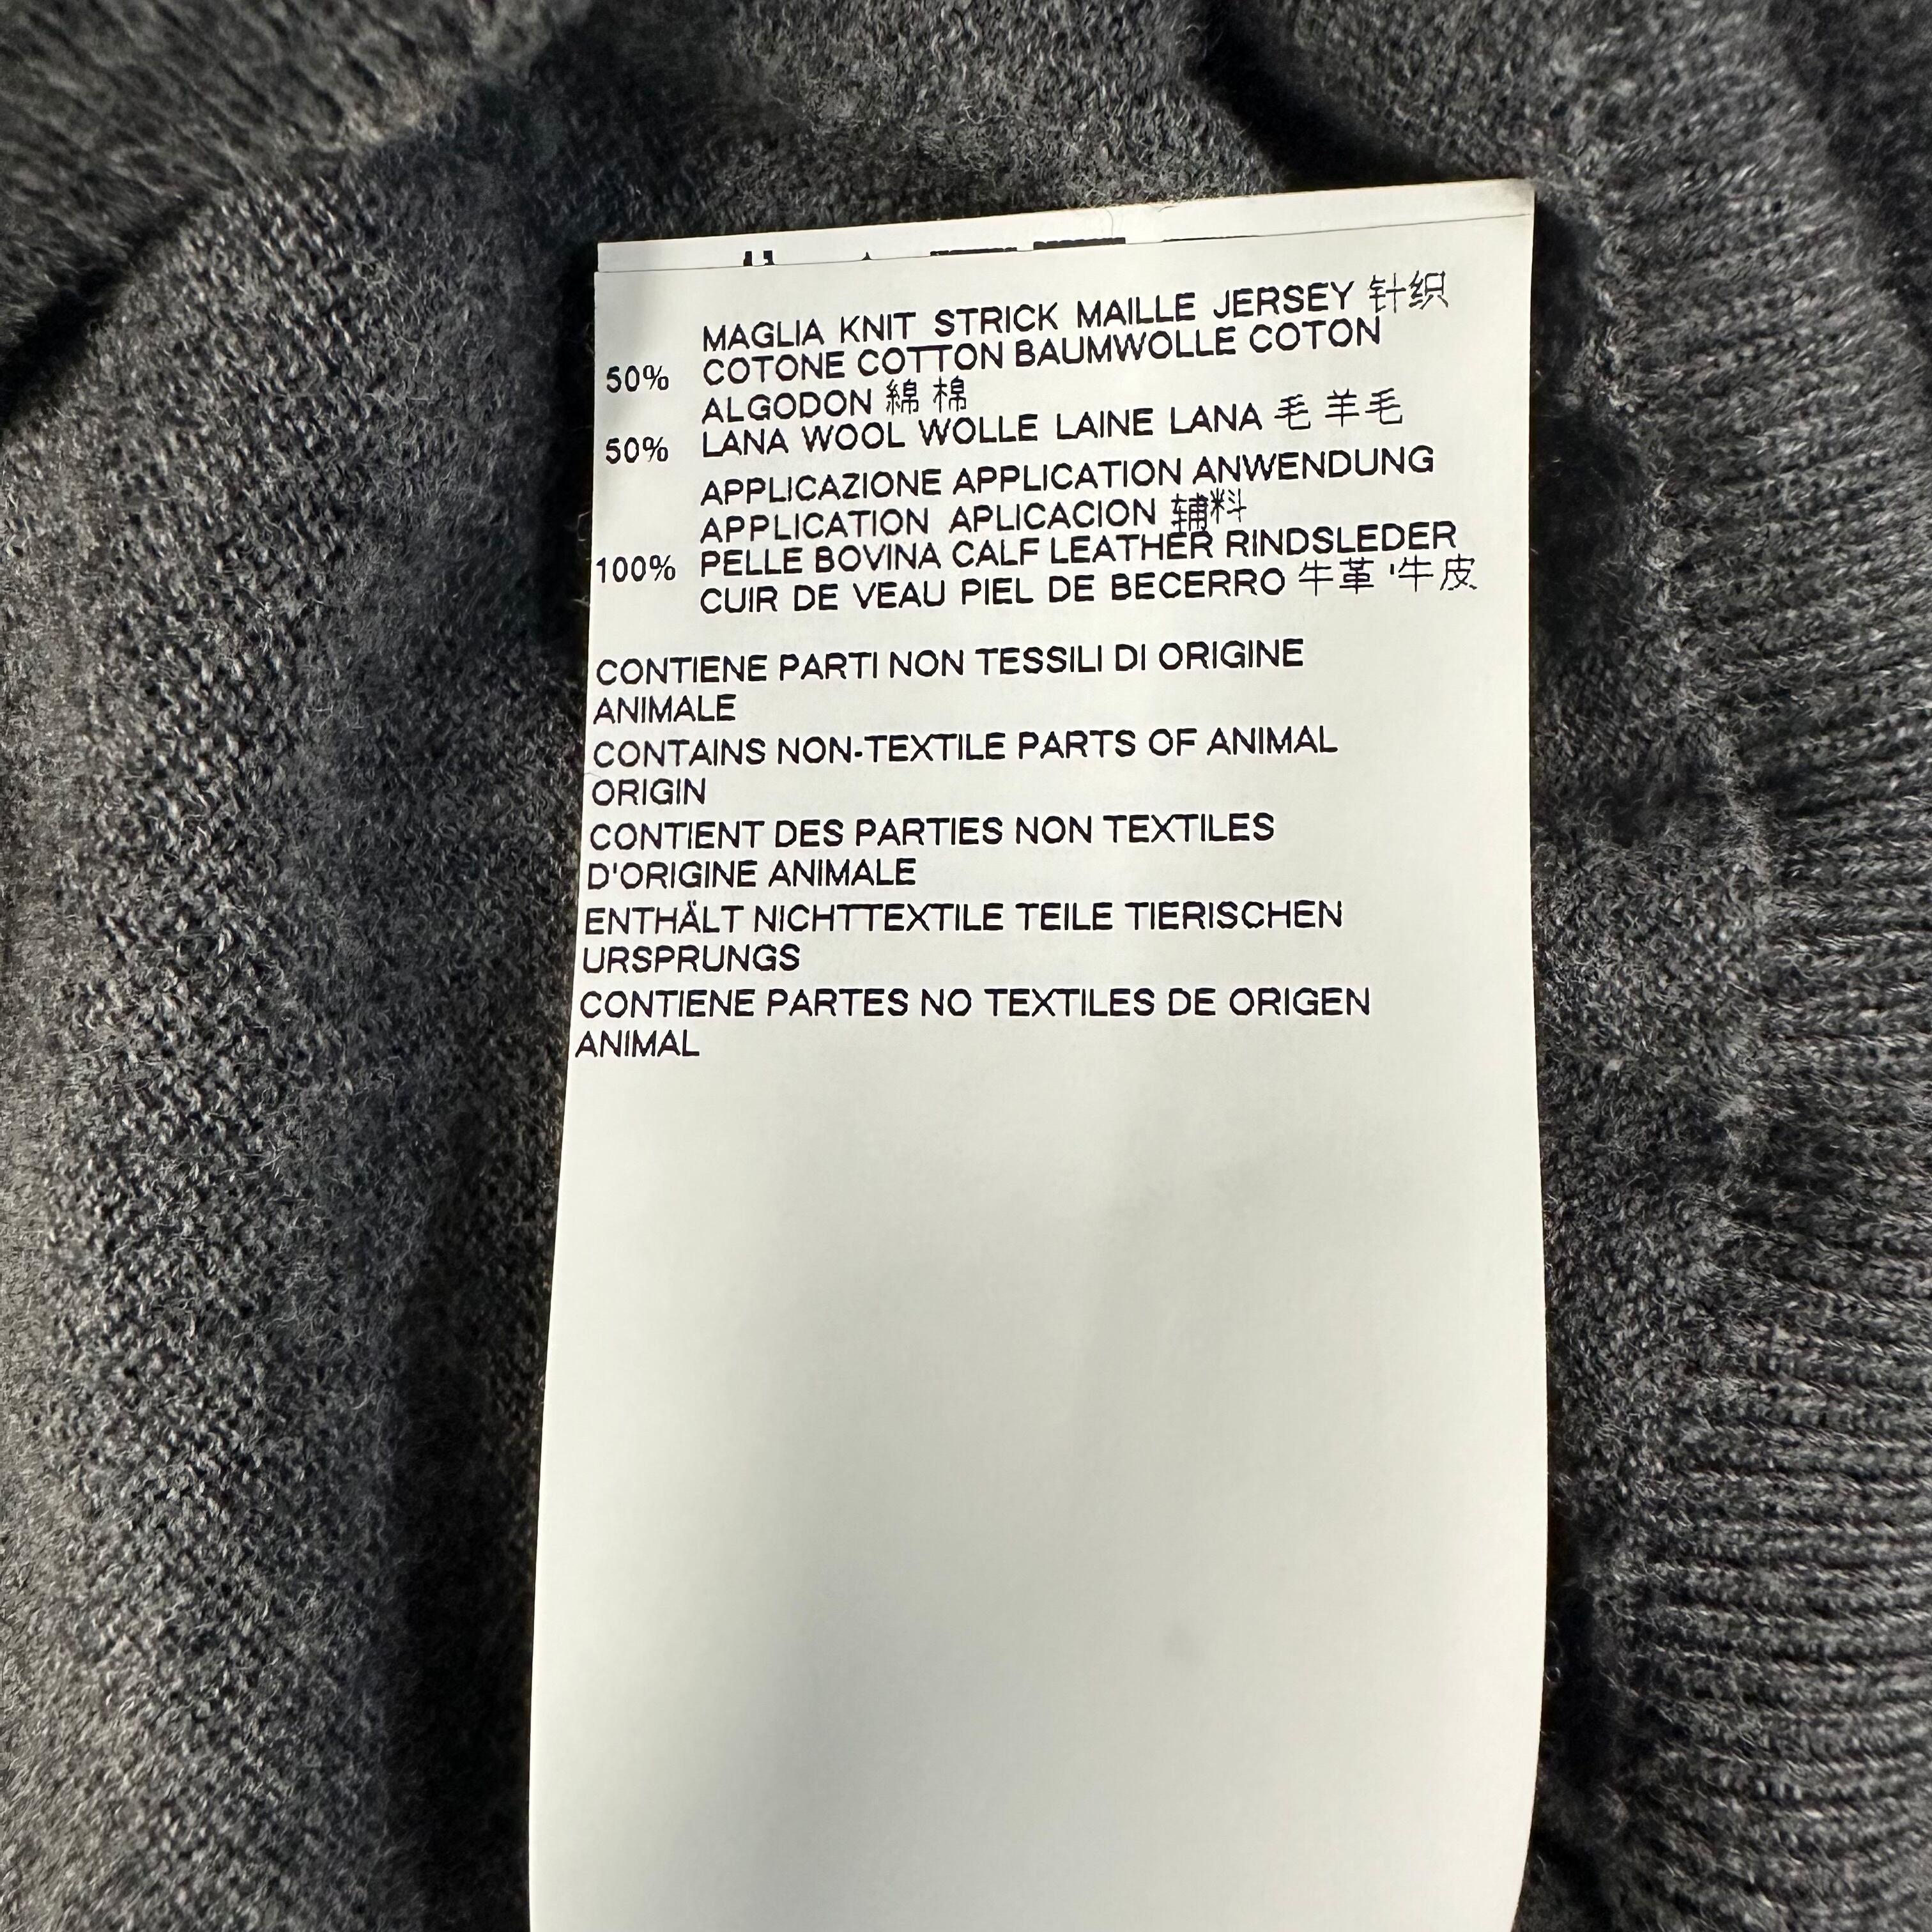 MAGLIA KNIT STRICK MAILLE JERSEY 针织
50% COTONE COTTON BAUMWOLLE COTON
ALGODON 綿 棉
50% LANA WOOL WOLLE LAINE LANA 毛 羊毛
APPLICAZIONE APPLICATION ANWENDUNG
APPLICATION APLICACION 辅料
100% PELLE BOVINA CALF LEATHER RINDSLEDER
CUIR DE VEAU PIEL DE BECERRO 牛革 '牛皮
CONTIENE PARTI NON TESSILI DI ORIGINE
ANIMALE
CONTAINS NON-TEXTILE PARTS OF ANIMAL
ORIGIN
CONTIENT DES PARTIES NON TEXTILES
D'ORIGINE ANIMALE
ENTHÄLT NICHTTEXTILE TEILE TIERISCHEN
URSPRUNGS
CONTIENE PARTES NO TEXTILES DE ORIGEN
ANIMAL